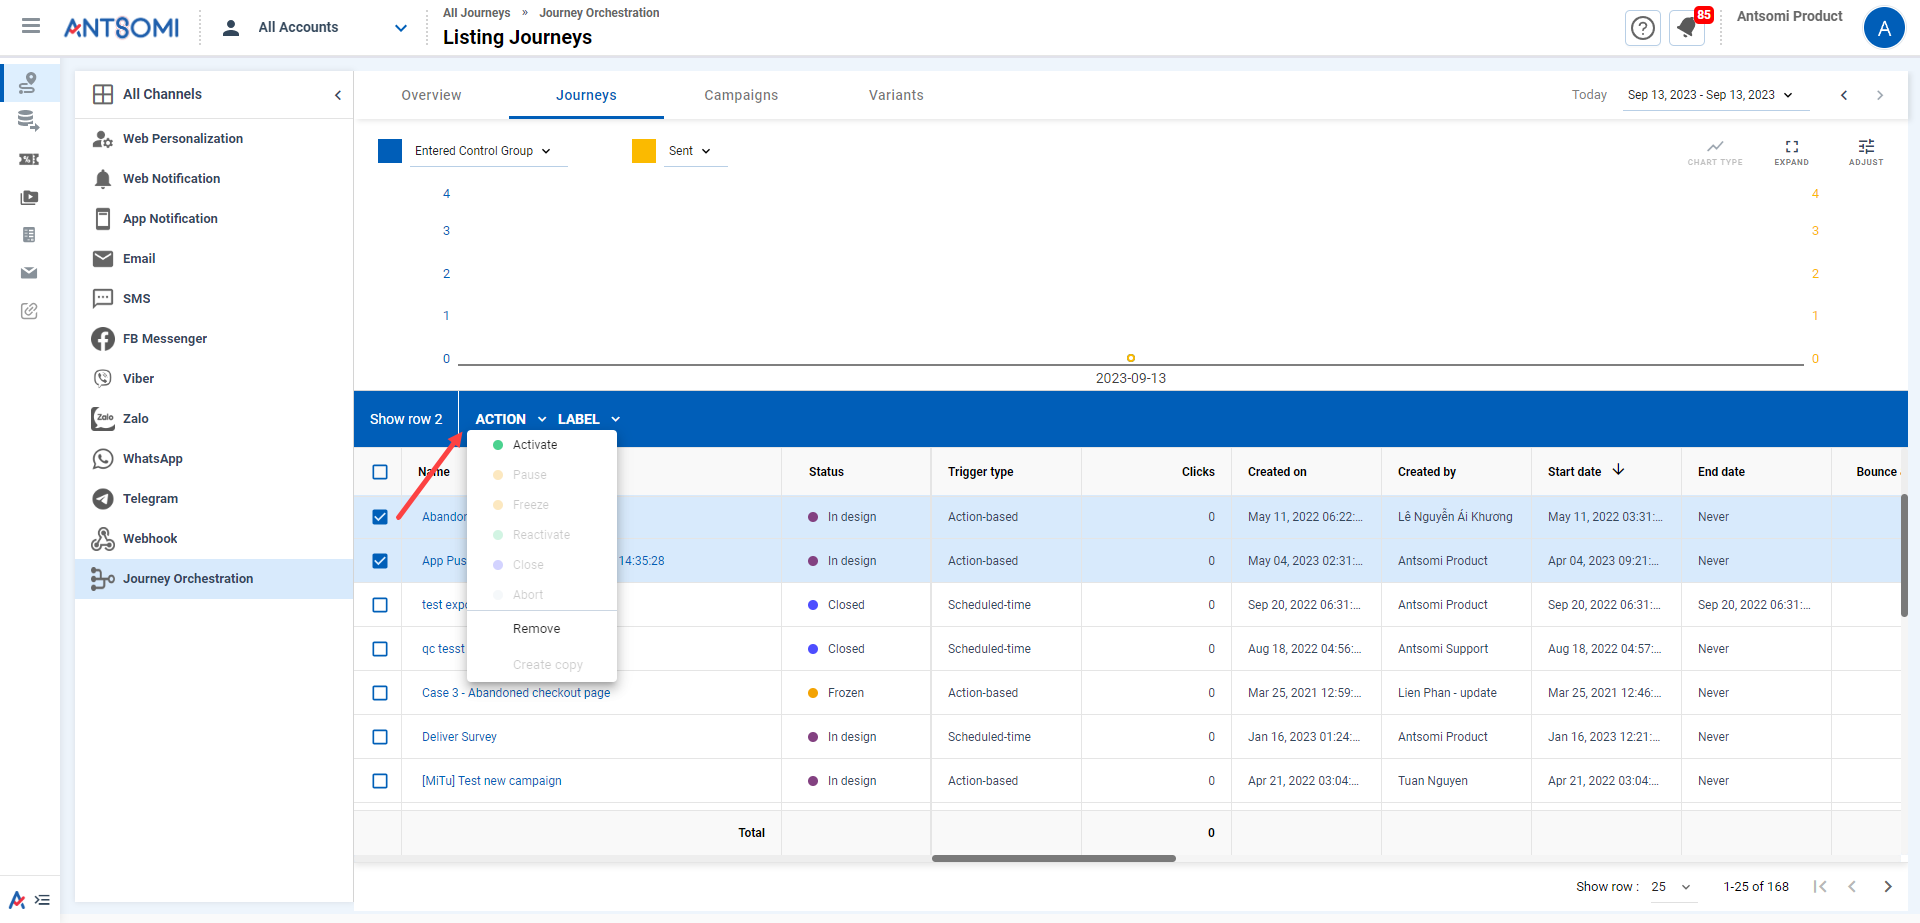 ANTSOMI
All Accounts
All Journeys » Journey Orchestration
Listing Journeys
85
Antsomi Product
A
All Channels
Web Personalization
Web Notification
App Notification
Email
SMS
FB Messenger
Viber
Zalo
Zalo
WhatsApp
Telegram
Webhook
Journey Orchestration
Overview
Journeys
Campaigns
Variants
Today
Sep 13, 2023 - Sep 13, 2023
Entered Control Group
Sent
CHART TYPE
EXPAND
ADJUST
4 4
3 3
2 2
1 1
0 0
2023-09-13
Show row 2
ACTION
LABEL
Activate
Pause
Freeze
Reactivate
Close
Abort
Remove
Create copy
Name Status Trigger type Clicks Created on Created by Start date End date Bounce
Abandon In design Action-based 0 May 11, 2022 06:22:... Lê Nguyễn Ái Khương May 11, 2022 03:31:... Never
App Pus 14:35:28 In design Action-based 0 May 04, 2023 02:31:... Antsomi Product Apr 04, 2023 09:21:... Never
test expo Closed Scheduled-time 0 Sep 20, 2022 06:31:... Antsomi Product Sep 20, 2022 06:31:... Sep 20, 2022 06:31:...
qc tesst Closed Scheduled-time 0 Aug 18, 2022 04:56:... Antsomi Support Aug 18, 2022 04:57:... Never
Case 3 - Abandoned checkout page Frozen Action-based 0 Mar 25, 2021 12:59:... Lien Phan - update Mar 25, 2021 12:46:... Never
Deliver Survey In design Scheduled-time 0 Jan 16, 2023 01:24:... Antsomi Product Jan 16, 2023 12:21:... Never
[MiTu] Test new campaign In design Action-based 0 Apr 21, 2022 03:04:... Tuan Nguyen Apr 21, 2022 03:04:... Never
Total 0
Show row : 25 1-25 of 168